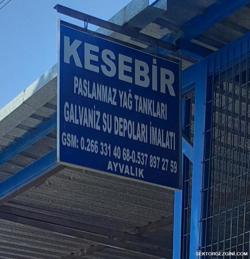 KESEBİR
PASLANMAZ YAĞ TANKLARI
GALVANİZ SU DEPOLARI İMALATI
GSM: 0.266 331 40 68-0.537 897 27 59
AYVALIK
SEKTORGEZGINI.COM